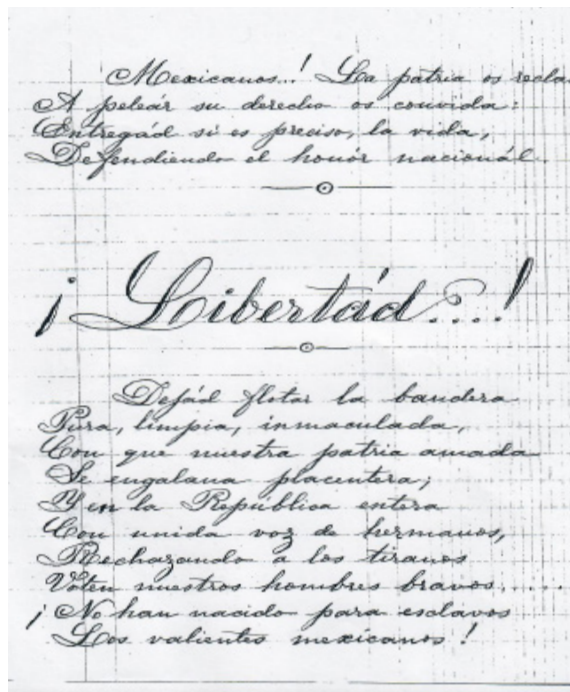 Mexicanos...! La patria os recla
A peleár su derecho os convida:
Entregád si es preciso, la vida,
Defendiendo el honór nacionál.
¡Libertád...!
Dejád flotar la bandera
Pura, limpia, inmaculada,
Con que nuestra patria amada
Se engalana placentera;
Y en la República entera
Con unida voz de hermanos,
Rechazando a los tiranos
Voten nuestros hombres bravos.....
¡No han nacido para esclavos
Los valientes mexicanos!